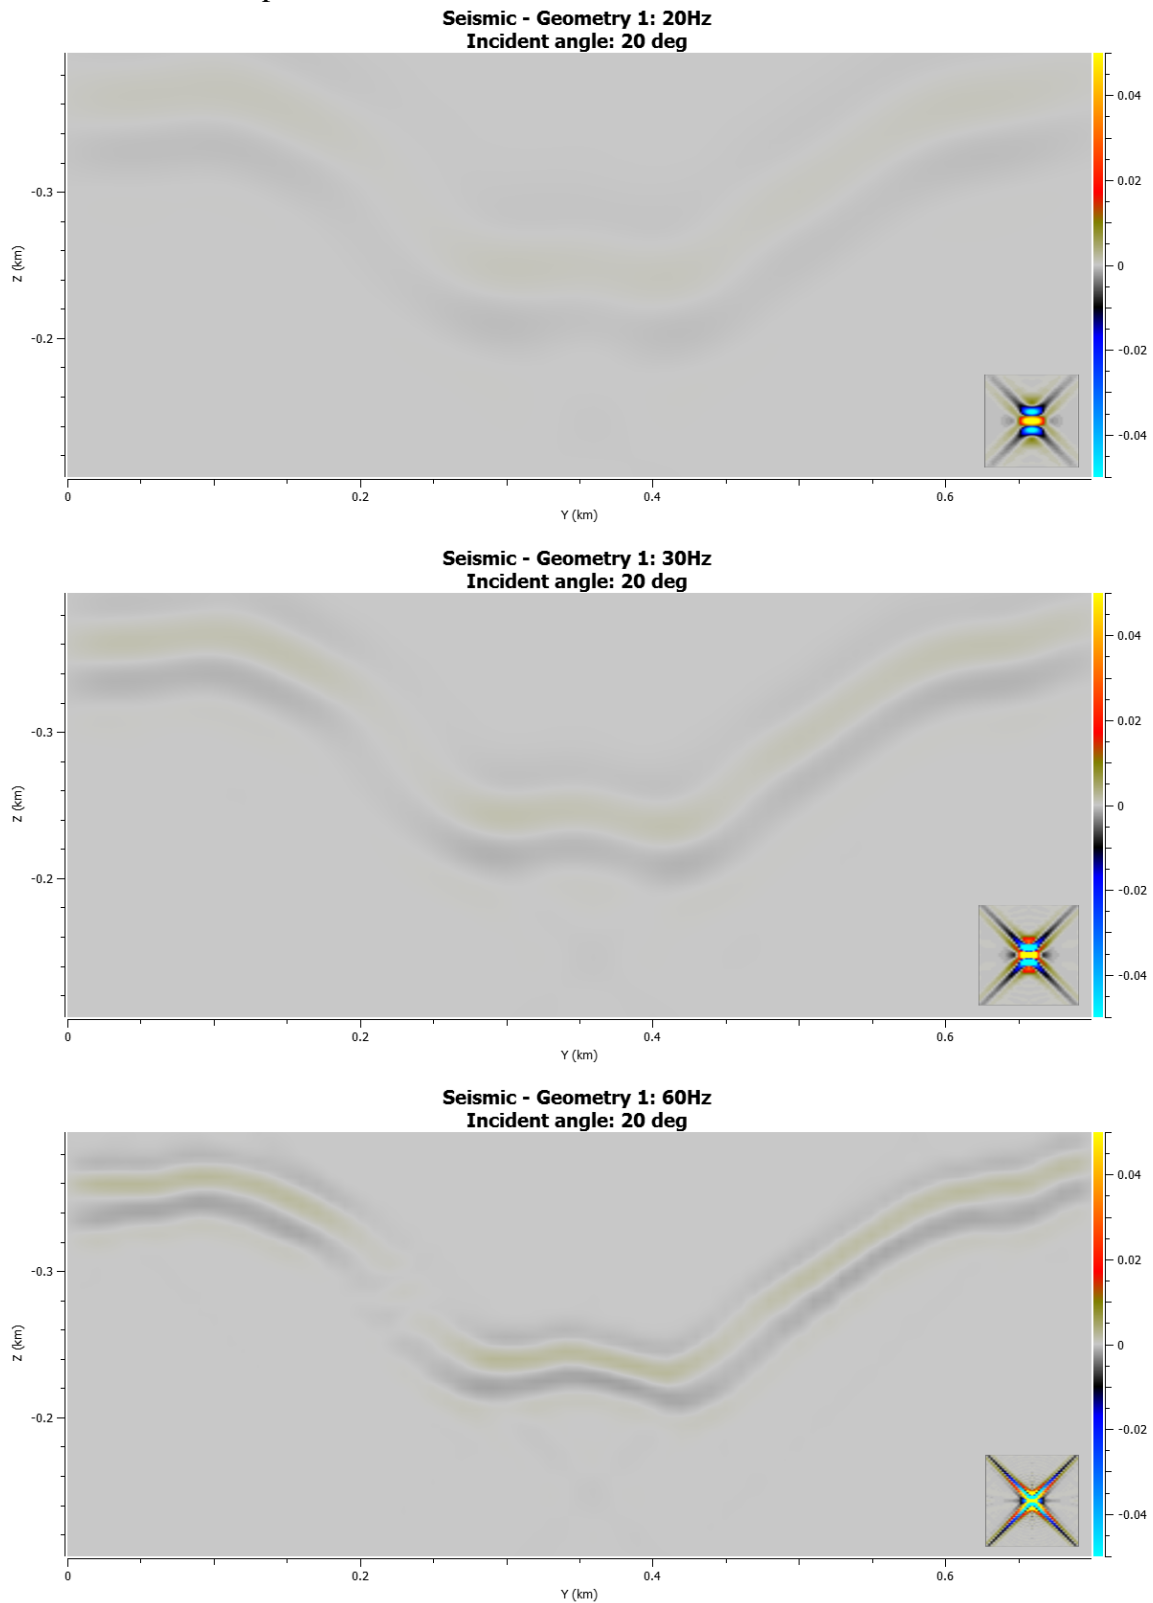 Seismic - Geometry 1: 20Hz
Incident angle: 20 deg
0.04
0.02
-0.3
Z (km)
0
-0.02
-0.2
-0.04
0 0.2 0.4 0.6
Y (km)
Seismic - Geometry 1: 30Hz
Incident angle: 20 deg
0.04
0.02
-0.3
Z (km)
0
-0.02
-0.2
-0.04
0 0.2 0.4 0.6
Y (km)
Seismic - Geometry 1: 60Hz
Incident angle: 20 deg
0.04
0.02
-0.3
Z (km)
0
-0.02
-0.2
-0.04
0 0.2 0.4 0.6
Y (km)